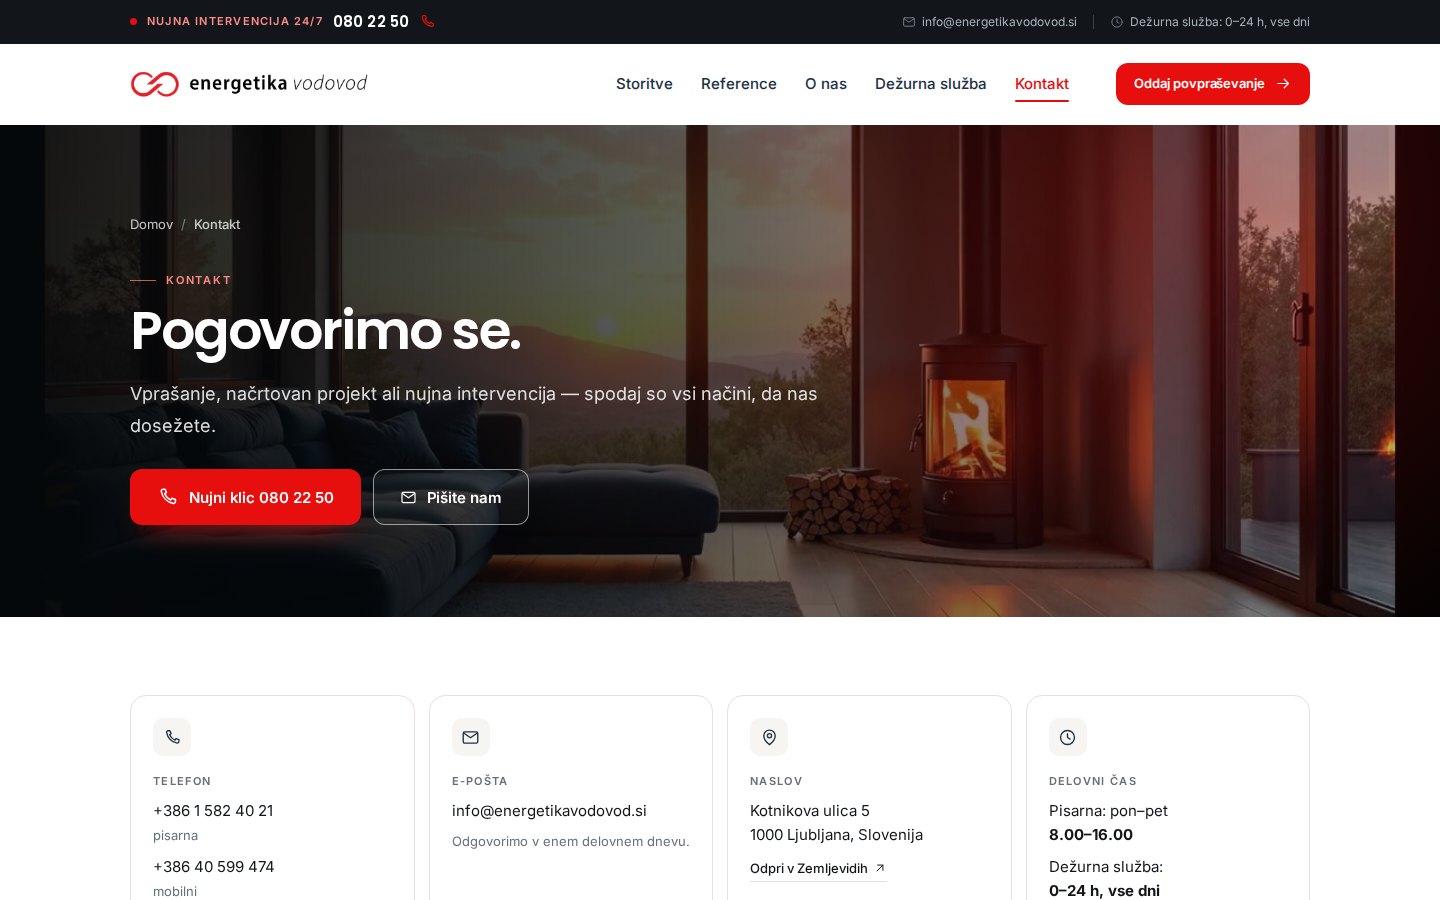 NUJNA INTERVENCIJA 24/7 080 22 50
info@energetikavodovod.si
Dežurna služba: 0–24 h, vse dni
energetika vodovod
Storitve
Reference
O nas
Dežurna služba
Kontakt
Oddaj povpraševanje →
Domov / Kontakt
KONTAKT
Pogovorimo se.
Vprašanje, načrtovan projekt ali nujna intervencija — spodaj so vsi načini, da nas
dosežete.
Nujni klic 080 22 50
Pišite nam
TELEFON
+386 1 582 40 21
pisarna
+386 40 599 474
mobilni
E-POŠTA
info@energetikavodovod.si
Odgovorimo v enem delovnem dnevu.
NASLOV
Kotnikova ulica 5
1000 Ljubljana, Slovenija
Odpri v Zemljevidih ↗
DELOVNI ČAS
Pisarna: pon–pet
8.00–16.00
Dežurna služba:
0–24 h, vse dni